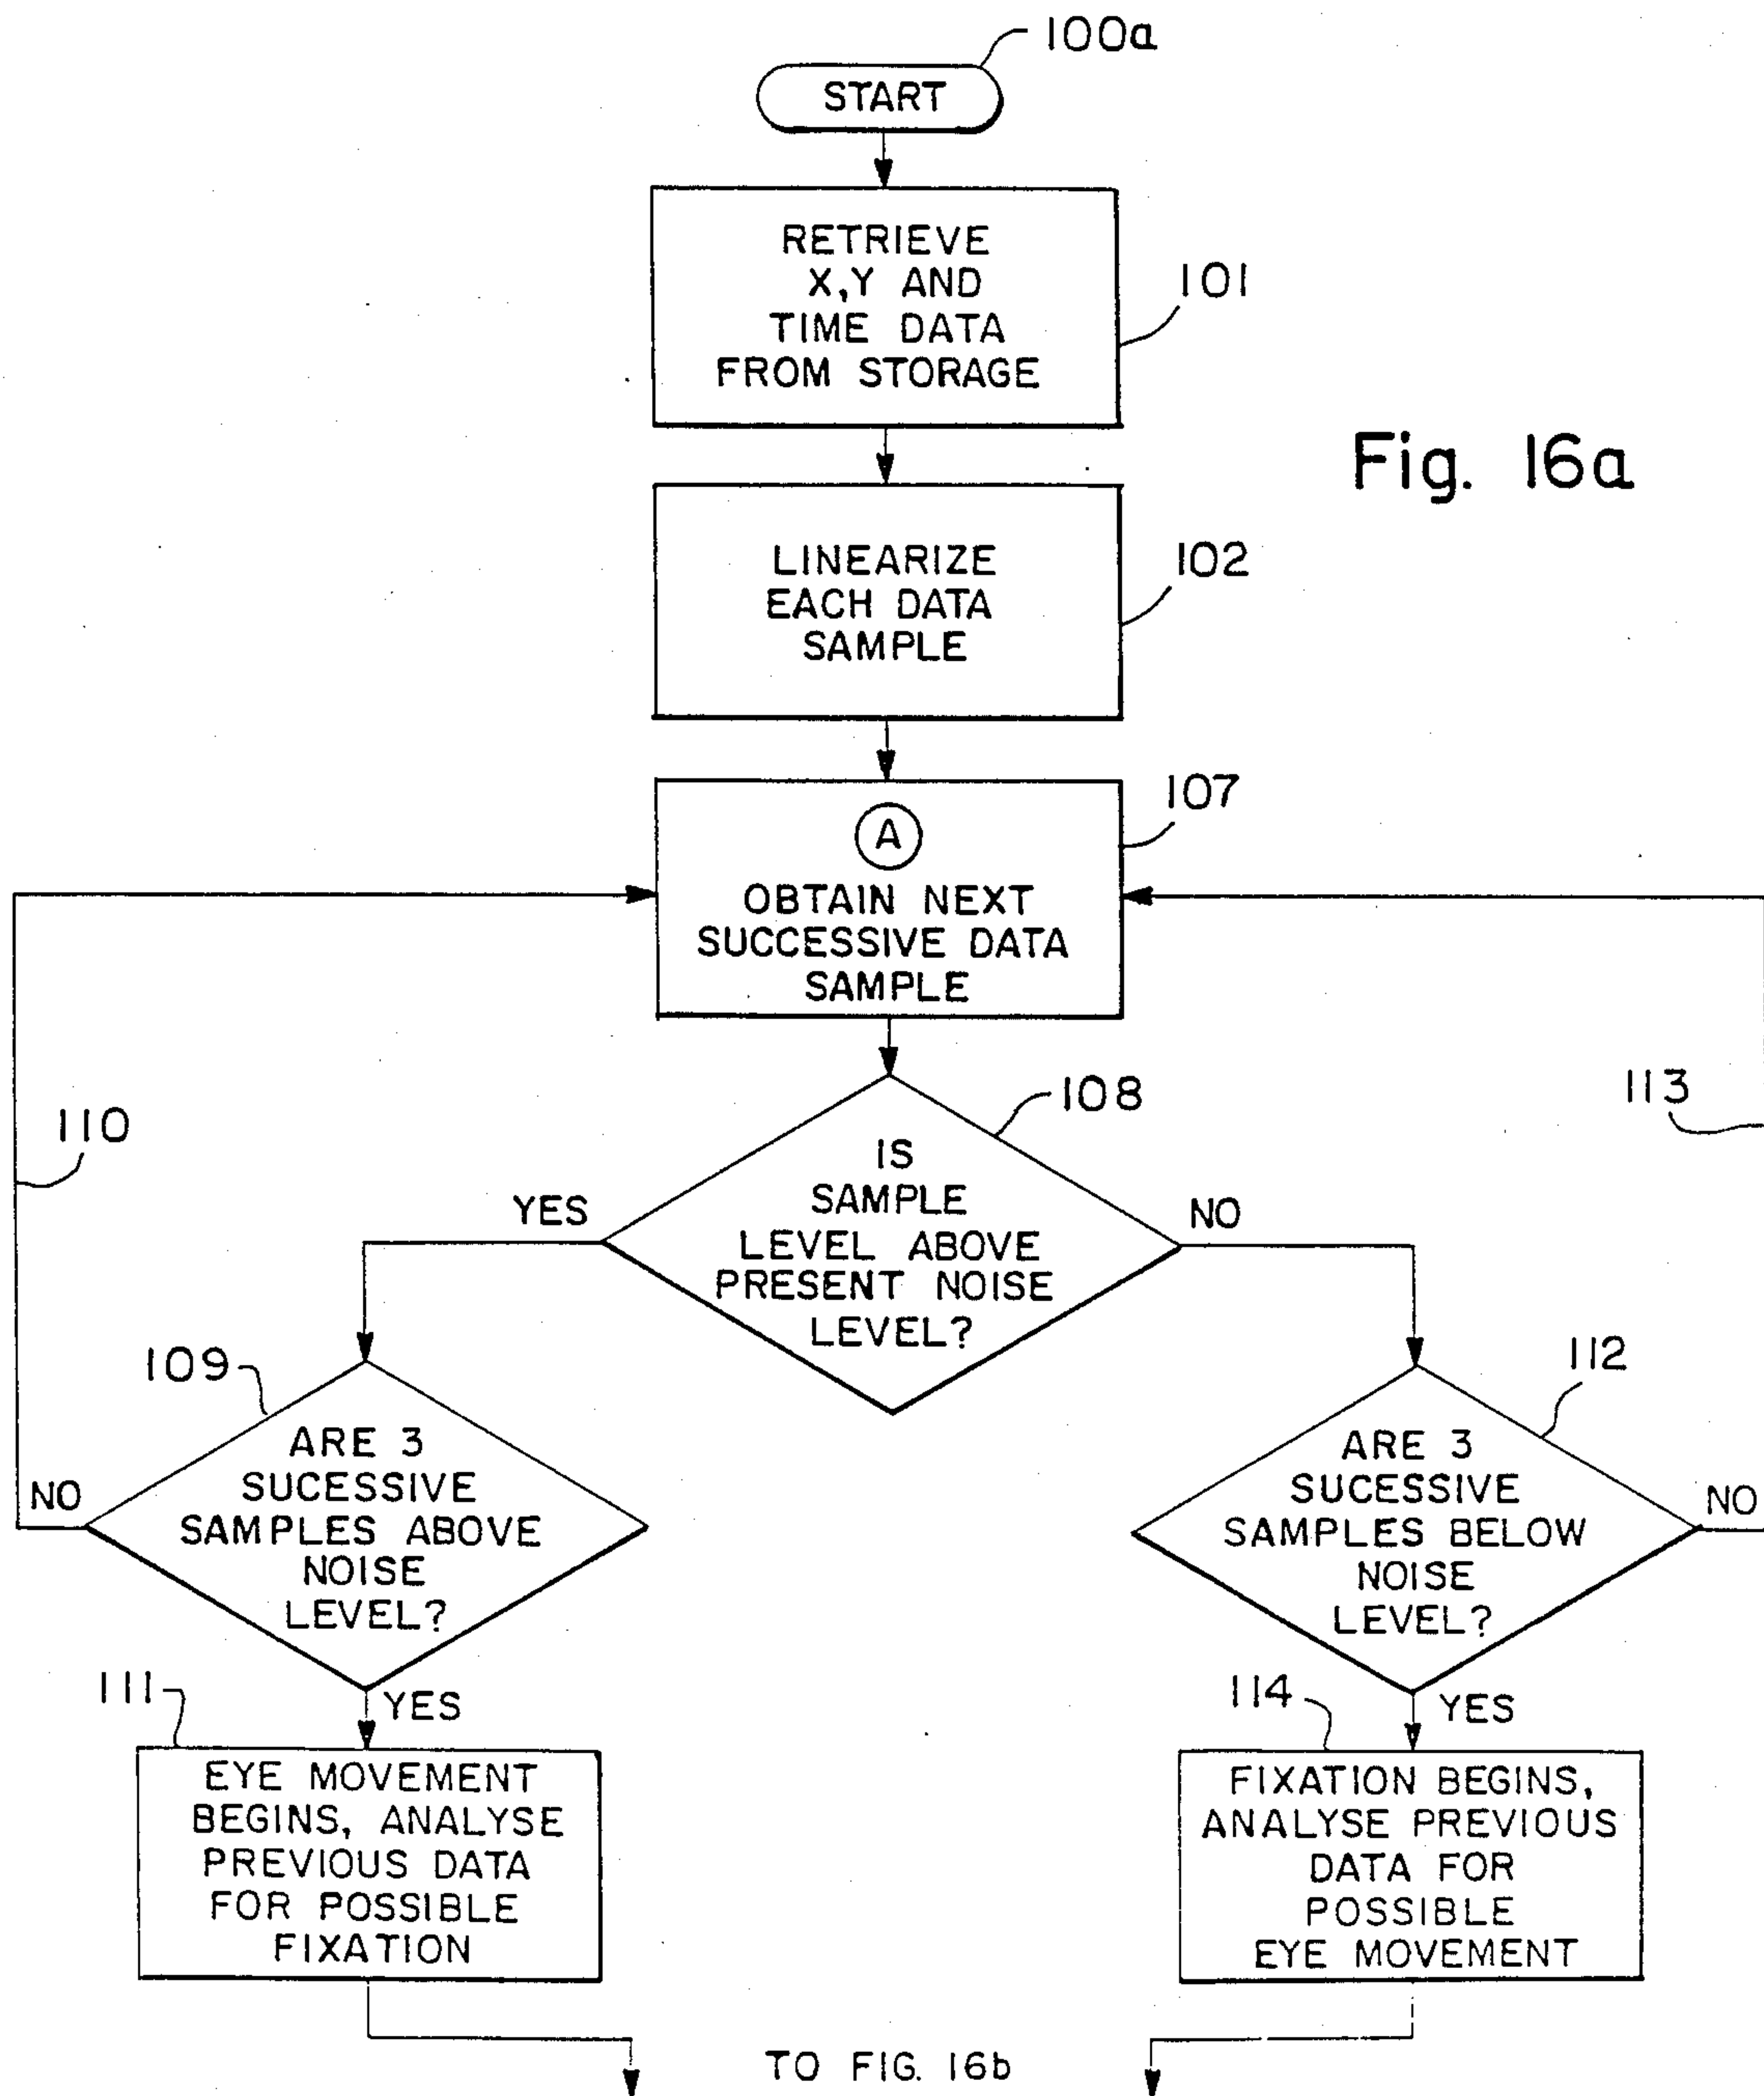 100a
START
RETRIEVE
X,Y AND
TIME DATA
FROM STORAGE
101
Fig. 16a
LINEARIZE
EACH DATA
SAMPLE
102
107
A
OBTAIN NEXT
SUCCESSIVE DATA
SAMPLE
108
110
113
IS
SAMPLE
LEVEL ABOVE
PRESENT NOISE
LEVEL?
YES
NO
109
ARE 3
SUCESSIVE
SAMPLES ABOVE
NOISE
LEVEL?
NO
YES
112
ARE 3
SUCESSIVE
SAMPLES BELOW
NOISE
LEVEL?
NO
YES
111
EYE MOVEMENT
BEGINS, ANALYSE
PREVIOUS DATA
FOR POSSIBLE
FIXATION
114
FIXATION BEGINS,
ANALYSE PREVIOUS
DATA FOR
POSSIBLE
EYE MOVEMENT
TO FIG. 16b